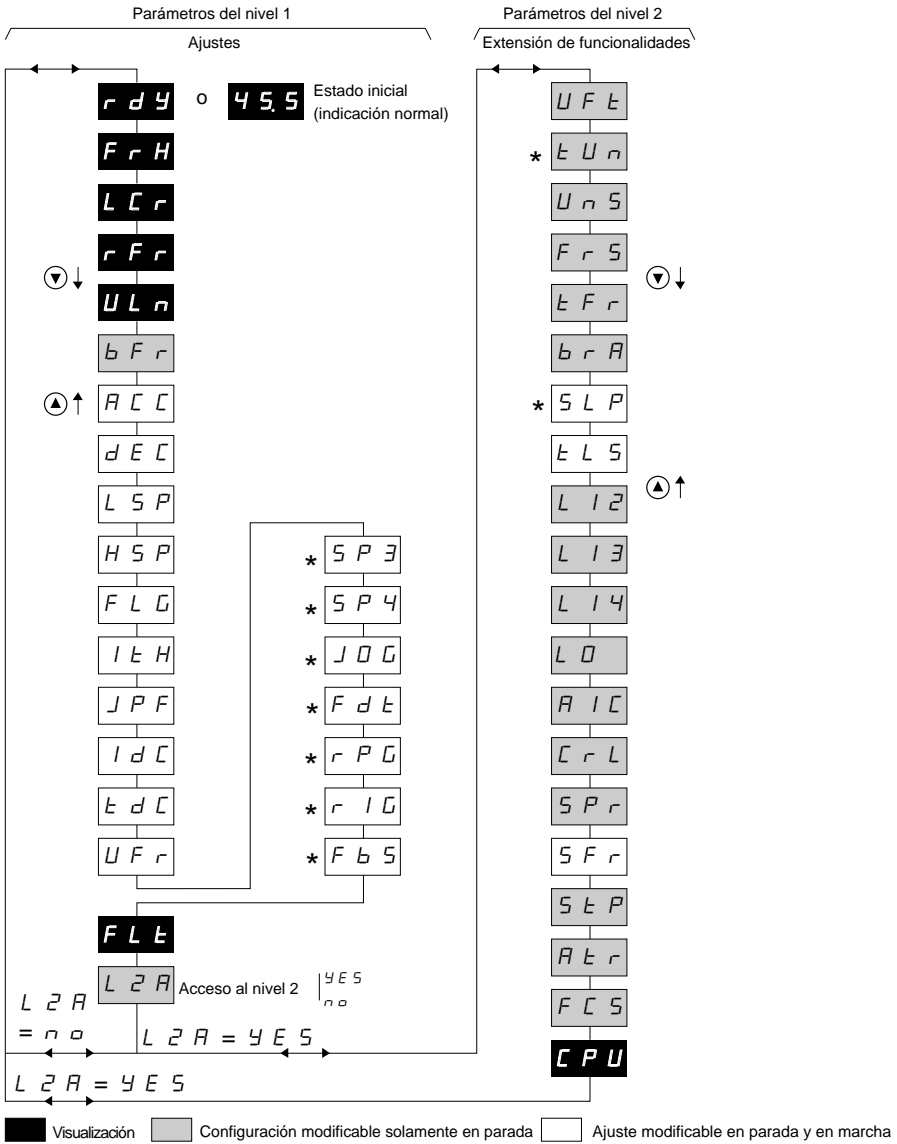 Parámetros del nivel 1
Ajustes
rdY o 45.5 Estado inicial
(indicación normal)
FrH
LCr
rFr
ULn
bFr
ACC
dEC
LSP
HSP
FLG
ItH
JPF
IdC
tdC
UFr
* SP3
* SP4
* JOG
* Fdt
* rPG
* rIG
* FbS
FLt
L2A Acceso al nivel 2 YES
no
L2A
= no
L2A = YES
L2A = YES
Parámetros del nivel 2
Extensión de funcionalidades
UFt
* tUn
UnS
FrS
tFr
brA
* SLP
tLS
LI2
LI3
LI4
LO
AIC
CrL
SPr
SFr
StP
Atr
FCS
CPU
Visualización Configuración modificable solamente en parada Ajuste modificable en parada y en marcha